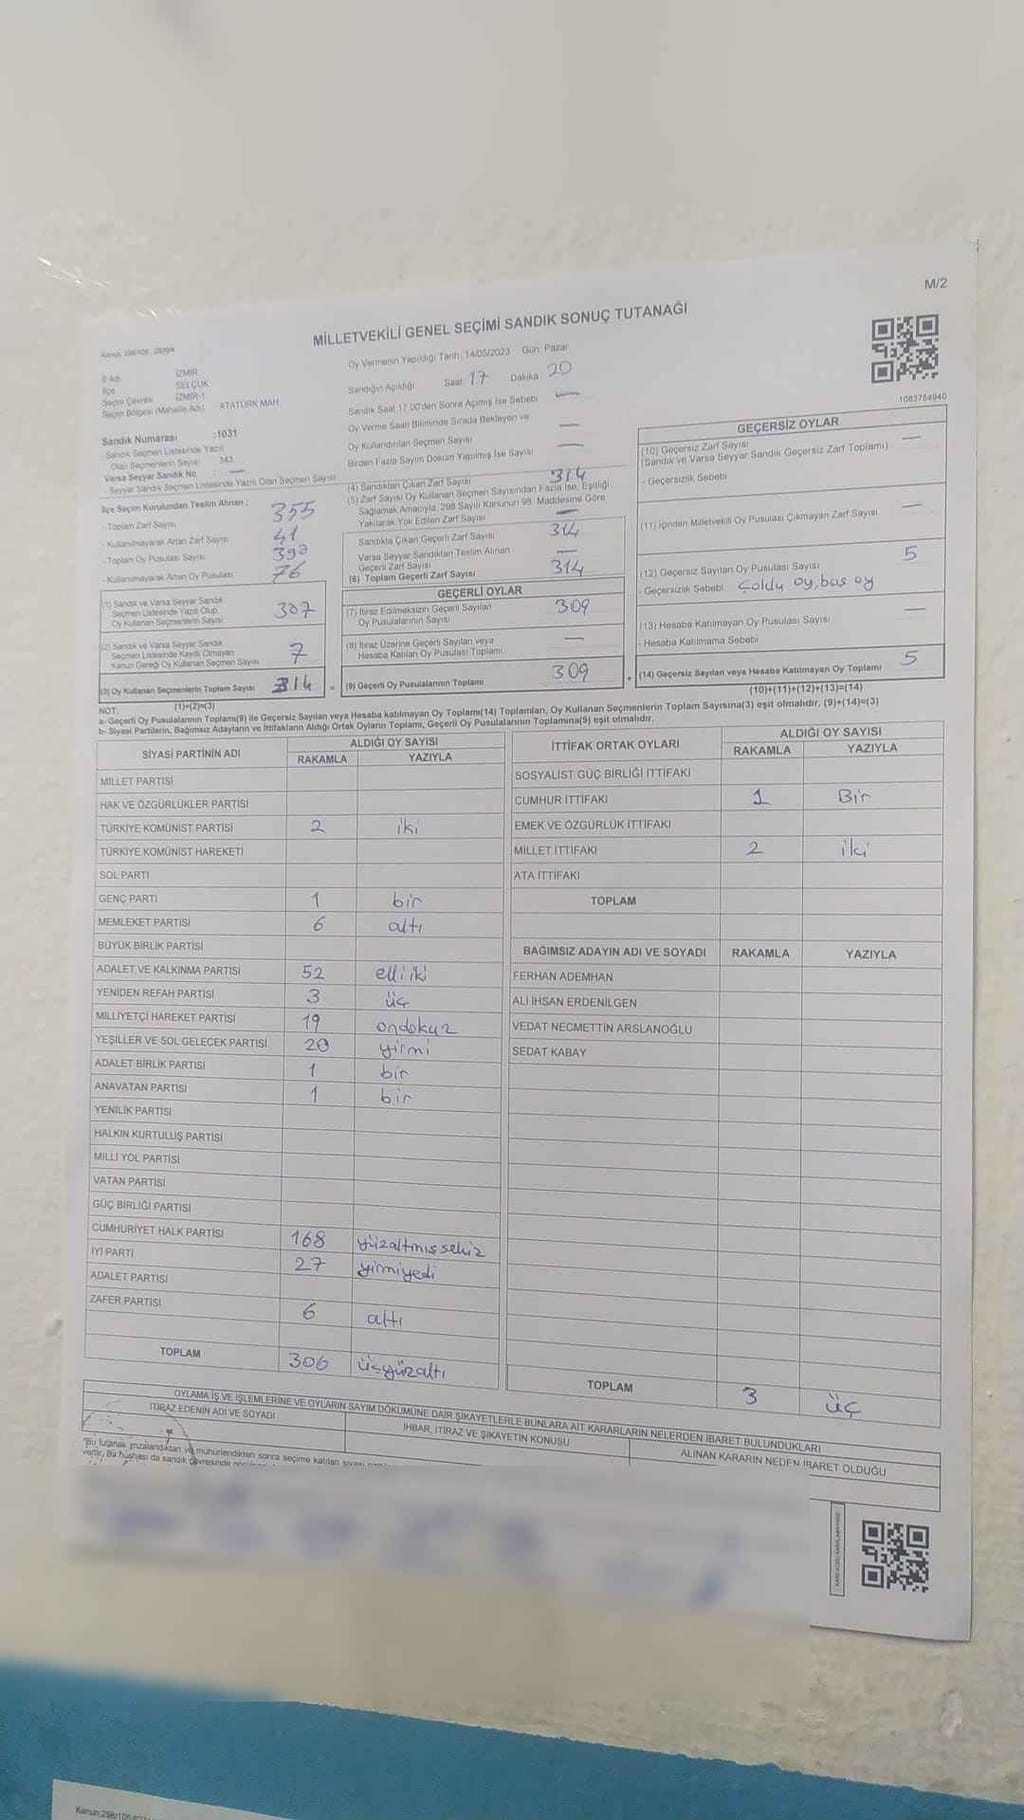 M/2
MİLLETVEKİLİ GENEL SEÇİMİ SANDIK SONUÇ TUTANAĞI
1083754940
İl Adı İZMİR
İlçe SELÇUK
Seçim Çevresi İZMİR-1
Seçim Bölgesi (Mahalle Adı) ATATÜRK MAH
Sandık Numarası :1031
Sandık Seçmen Listesinde Yazılı
Olan Seçmenlerin Sayısı 343
Varsa Seyyar Sandık No : —
- Seyyar Sandık Seçmen Listesinde Yazılı Olan Seçmen Sayısı
Oy Vermenin Yapıldığı Tarih: 14/05/2023 Gün: Pazar
Sandığın Açıldığı Saat 17 Dakika 20
Sandık Saat 17.00'den Sonra Açılmış İse Sebebi —
Oy Verme Saati Bitiminde Sırada Bekleyen ve
Oy Kullandırılan Seçmen Sayısı —
Birden Fazla Sayım Döküm Yapılmış İse Sayısı —
İlçe Seçim Kurulundan Teslim Alınan :
- Toplam Zarf Sayısı 355
- Kullanılmayarak Artan Zarf Sayısı 41
- Toplam Oy Pusulası Sayısı
- Kullanılmayarak Artan Oy Pusulası 76
(1) Sandık ve Varsa Seyyar Sandık
Seçmen Listesinde Yazılı Olup
Oy Kullanan Seçmenlerin Sayısı 307
(2) Sandık ve Varsa Seyyar Sandık
Seçmen Listesinde Kayıtlı Olmayan
Kanun Gereği Oy Kullanan Seçmen Sayısı 7
(3) Oy Kullanan Seçmenlerin Toplam Sayısı 314
(4) Sandıktan Çıkan Zarf Sayısı 314
(5) Zarf Sayısı Oy Kullanan Seçmen Sayısından Fazla İse, Eşitliği
Sağlamak Amacıyla, 298 Sayılı Kanunun 98. Maddesine Göre
Yakılarak Yok Edilen Zarf Sayısı —
Sandıkta Çıkan Geçerli Zarf Sayısı 314
Varsa Seyyar Sandıktan Teslim Alınan
Geçerli Zarf Sayısı —
(6) Toplam Geçerli Zarf Sayısı 314
GEÇERLİ OYLAR
(7) İtiraz Edilmeksizin Geçerli Sayılan
Oy Pusulalarının Sayısı 309
(8) İtiraz Üzerine Geçerli Sayılan veya
Hesaba Katılan Oy Pusulası Toplamı —
(9) Geçerli Oy Pusulalarının Toplamı 309
GEÇERSİZ OYLAR
(10) Geçersiz Zarf Sayısı
(Sandık ve Varsa Seyyar Sandık Geçersiz Zarf Toplamı) —
- Geçersizlik Sebebi
(11) İçinden Milletvekili Oy Pusulası Çıkmayan Zarf Sayısı —
(12) Geçersiz Sayılan Oy Pusulası Sayısı 5
- Geçersizlik Sebebi Çoldu oy, bas oy
(13) Hesaba Katılmayan Oy Pusulası Sayısı —
- Hesaba Katılmama Sebebi
(14) Geçersiz Sayılan veya Hesaba Katılmayan Oy Toplamı 5
NOT: (1)+(2)=(3) (10)+(11)+(12)+(13)=(14)
a- Geçerli Oy Pusulalarının Toplamı(9) ile Geçersiz Sayılan veya Hesaba katılmayan Oy Toplamı(14) Toplamları, Oy Kullanan Seçmenlerin Toplam Sayısına(3) eşit olmalıdır. (9)+(14)=(3)
b- Siyasi Partilerin, Bağımsız Adayların ve İttifakların Aldığı Ortak Oyların Toplamı, Geçerli Oy Pusulalarının Toplamına(9) eşit olmalıdır.
SİYASİ PARTİNİN ADI ALDIĞI OY SAYISI
RAKAMLA YAZIYLA
MİLLET PARTİSİ
HAK VE ÖZGÜRLÜKLER PARTİSİ
TÜRKİYE KOMÜNİST PARTİSİ 2 iki
TÜRKİYE KOMÜNİST HAREKETİ
SOL PARTİ
GENÇ PARTİ 1 bir
MEMLEKET PARTİSİ 6 altı
BÜYÜK BİRLİK PARTİSİ
ADALET VE KALKINMA PARTİSİ 52 elliiki
YENİDEN REFAH PARTİSİ 3 üç
MİLLİYETÇİ HAREKET PARTİSİ 19 ondokuz
YEŞİLLER VE SOL GELECEK PARTİSİ 20 yirmi
ADALET BİRLİK PARTİSİ 1 bir
ANAVATAN PARTİSİ 1 bir
YENİLİK PARTİSİ
HALKIN KURTULUŞ PARTİSİ
MİLLİ YOL PARTİSİ
VATAN PARTİSİ
GÜÇ BİRLİĞİ PARTİSİ
CUMHURİYET HALK PARTİSİ 168 yüzaltmışsekiz
İYİ PARTİ 27 yirmiyedi
ADALET PARTİSİ
ZAFER PARTİSİ 6 altı
TOPLAM 306 üçyüzaltı
İTTİFAK ORTAK OYLARI ALDIĞI OY SAYISI
RAKAMLA YAZIYLA
SOSYALİST GÜÇ BİRLİĞİ İTTİFAKI
CUMHUR İTTİFAKI 1 Bir
EMEK VE ÖZGÜRLÜK İTTİFAKI
MİLLET İTTİFAKI 2 iki
ATA İTTİFAKI
TOPLAM
BAĞIMSIZ ADAYIN ADI VE SOYADI RAKAMLA YAZIYLA
FERHAN ADEMHAN
ALİ İHSAN ERDENİLGEN
VEDAT NECMETTİN ARSLANOĞLU
SEDAT KABAY
TOPLAM 3 üç
OYLAMA İŞ VE İŞLEMLERİNE VE OYLARIN SAYIM DÖKÜMÜNE DAİR ŞİKAYETLERLE BUNLARA AİT KARARLARIN NELERDEN İBARET BULUNDUKLARI
İTİRAZ EDENİN ADI VE SOYADI İHBAR, İTİRAZ VE ŞİKAYETİN KONUSU ALINAN KARARIN NEDEN İBARET OLDUĞU
"Bu tutanak imzalandıktan ve mühürlendikten sonra seçime katılan siyasi
verilir. Bu nüshası da sandık çevresinde